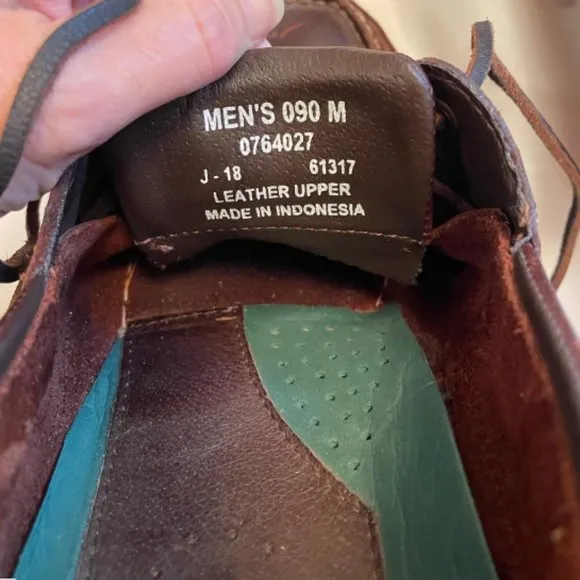 MEN'S 090 M
0764027
J - 18 61317
LEATHER UPPER
MADE IN INDONESIA